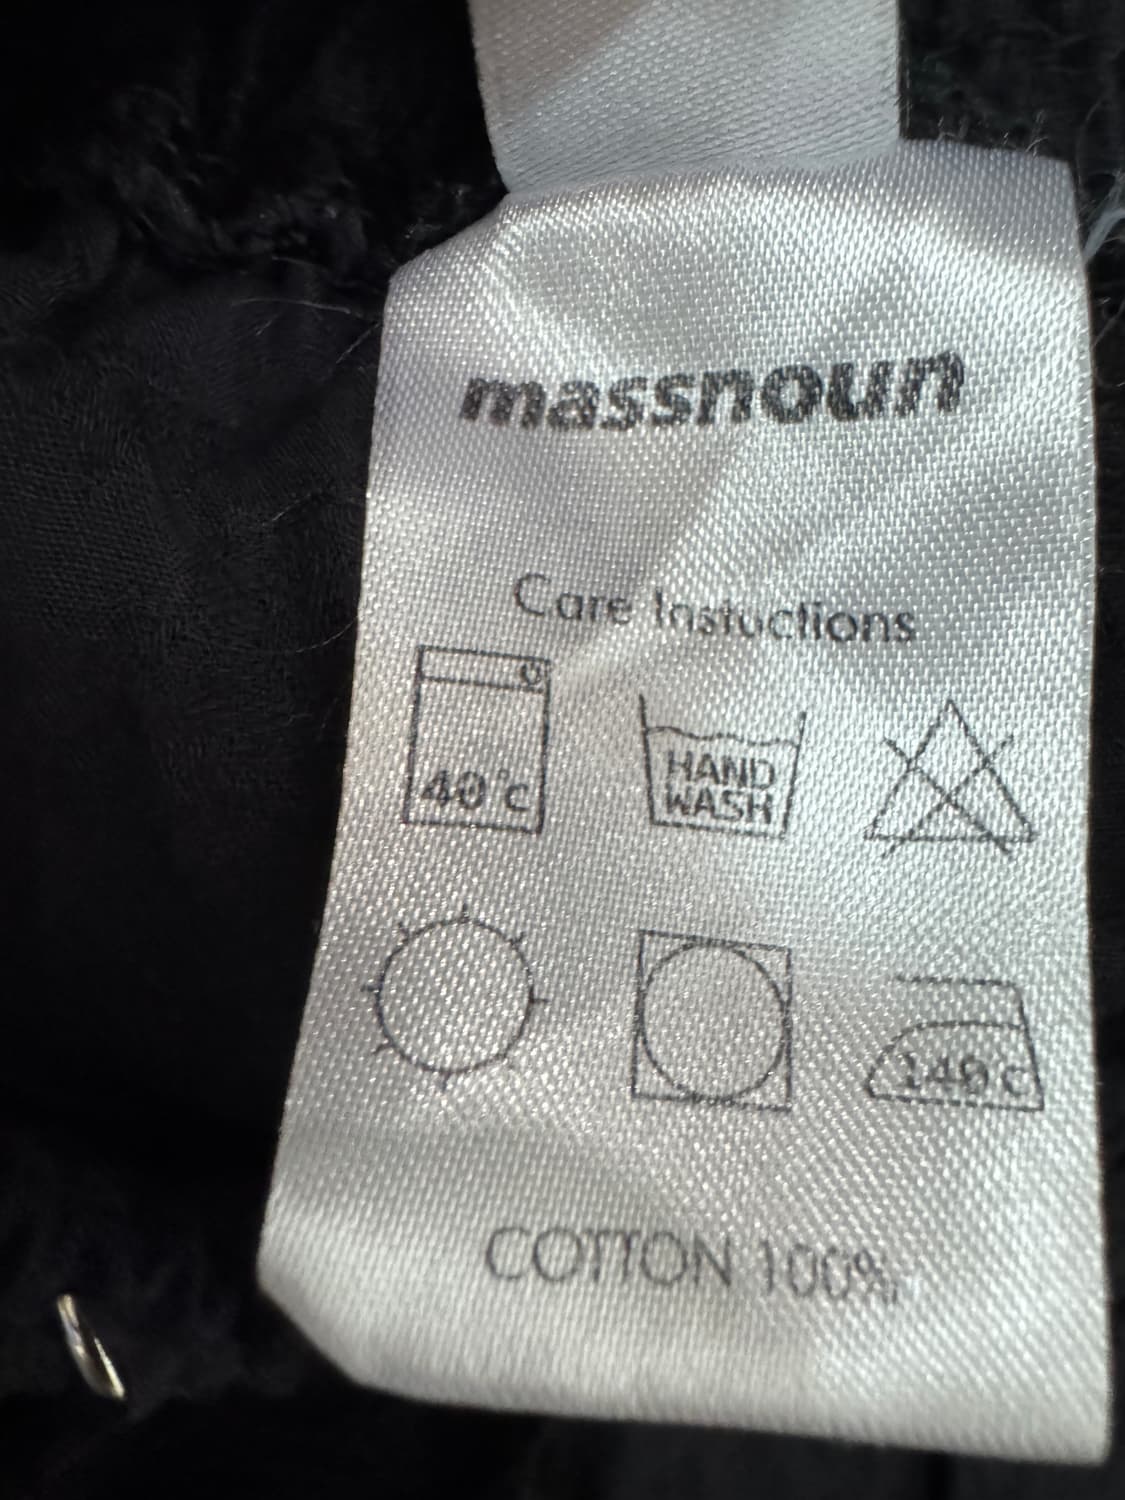 massnoun
Care Instuctions
40°c
HAND
WASH
140°c
COTTON 100%